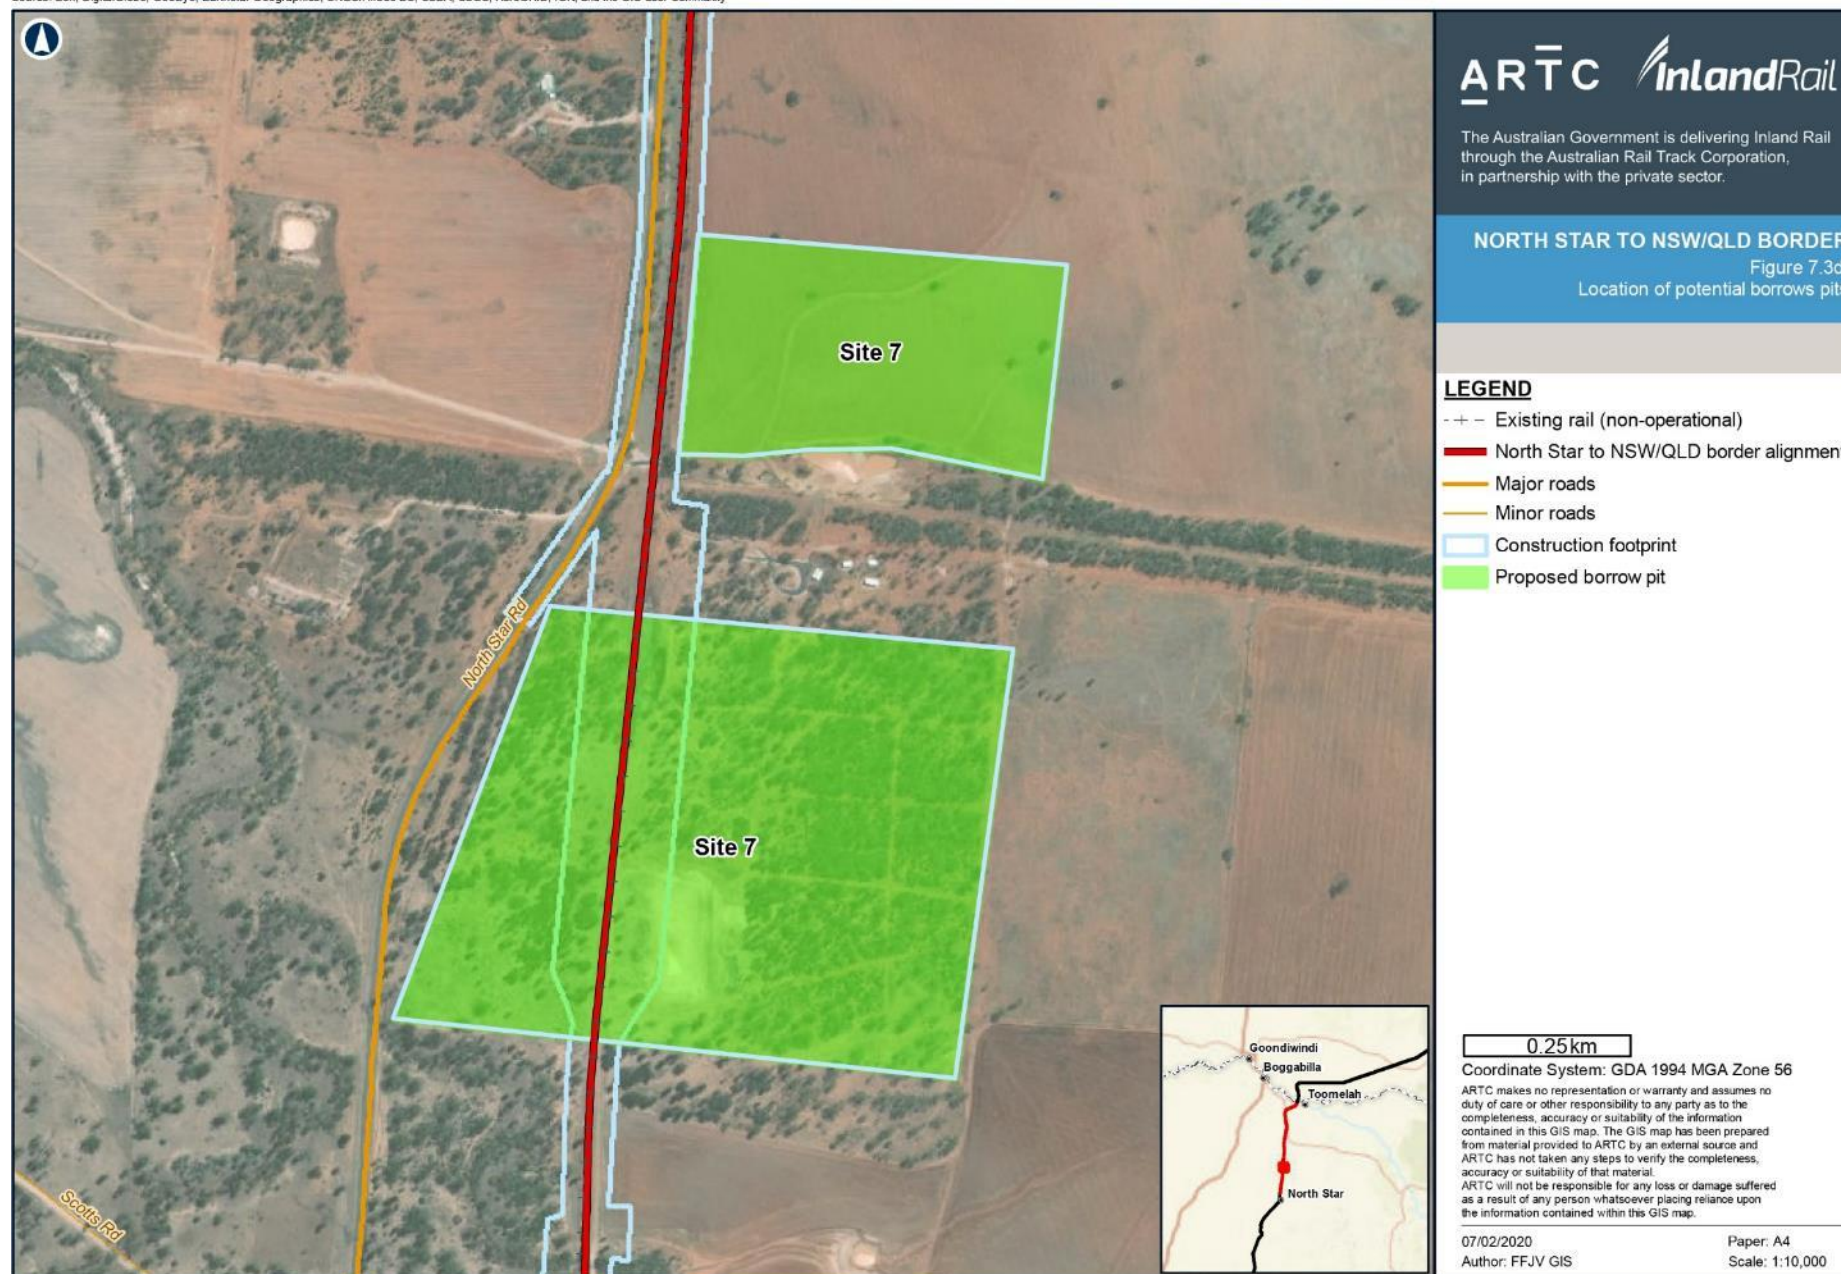 ARTC InlandRail
The Australian Government is delivering Inland Rail
through the Australian Rail Track Corporation,
in partnership with the private sector.
NORTH STAR TO NSW/QLD BORDER
Figure 7.3d
Location of potential borrows pits
LEGEND
Existing rail (non-operational)
North Star to NSW/QLD border alignment
Major roads
Minor roads
Construction footprint
Proposed borrow pit
Site 7
North Star Rd
Site 7
Scotts Rd
Goondiwindi
Boggabilla
Toomelah
North Star
0.25km
Coordinate System: GDA 1994 MGA Zone 56
ARTC makes no representation or warranty and assumes no
duty of care or other responsibility to any party as to the
completeness, accuracy or suitability of the information
contained in this GIS map. The GIS map has been prepared
from material provided to ARTC by an external source and
ARTC has not taken any steps to verify the completeness,
accuracy or suitability of that material.
ARTC will not be responsible for any loss or damage suffered
as a result of any person whatsoever placing reliance upon
the information contained within this GIS map.
07/02/2020 Paper: A4
Author: FFJV GIS Scale: 1:10,000